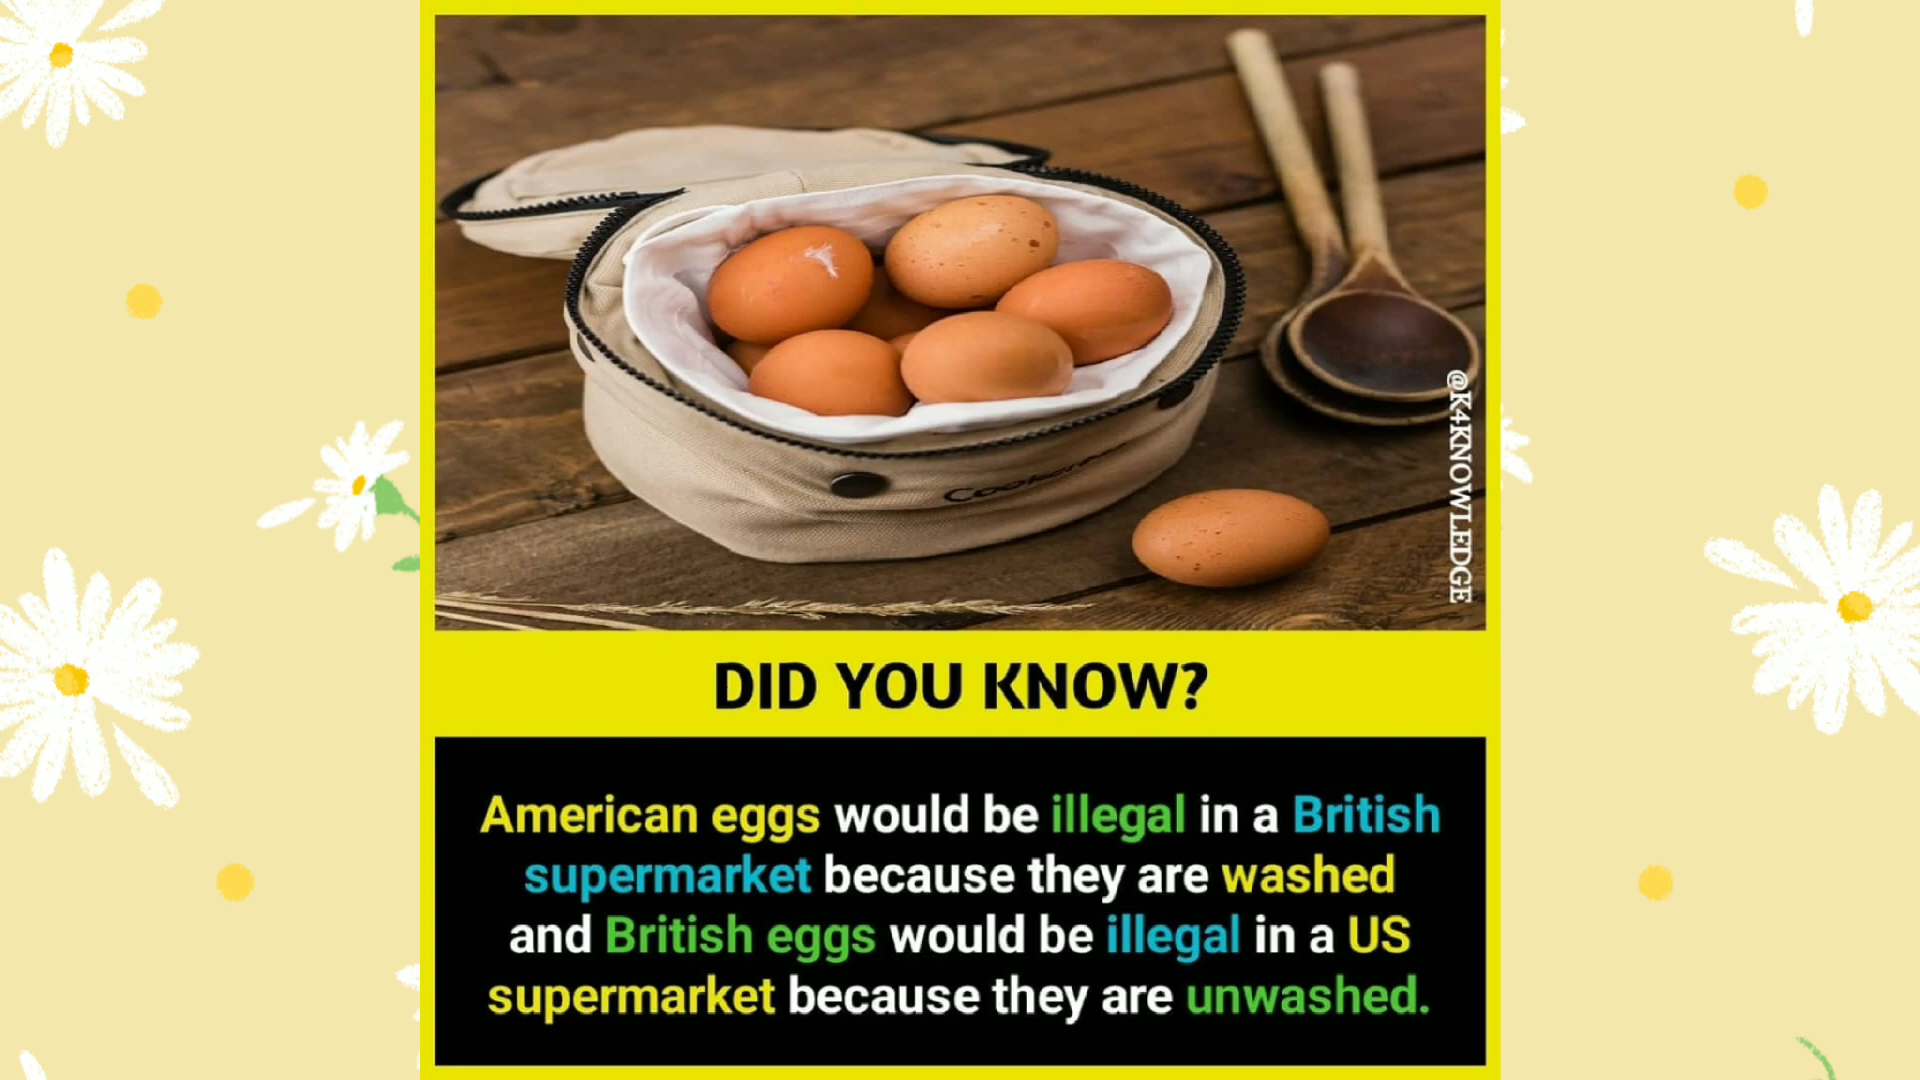 Cook
@K4KNOWLEDGE
DID YOU KNOW?
American eggs would be illegal in a British
supermarket because they are washed
and British eggs would be illegal in a US
supermarket because they are unwashed.